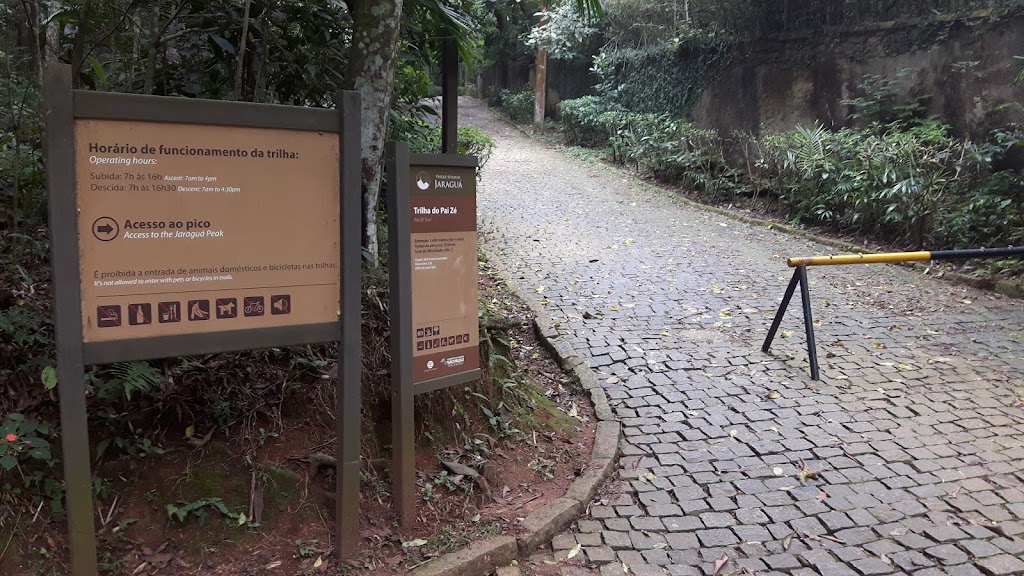 Horário de funcionamento da trilha:
Operating hours:
Subida: 7h às 16h Ascent: 7am to 4pm
Descida: 7h às 16h30 Descent: 7am to 4:30pm
Acesso ao pico
Access to the Jaraguá Peak
É proibida a entrada de animais domésticos e bicicletas nas trilhas.
It's not allowed to enter with pets or bicycles in trails.
JARAGUÁ
Trilha do Pai Zé